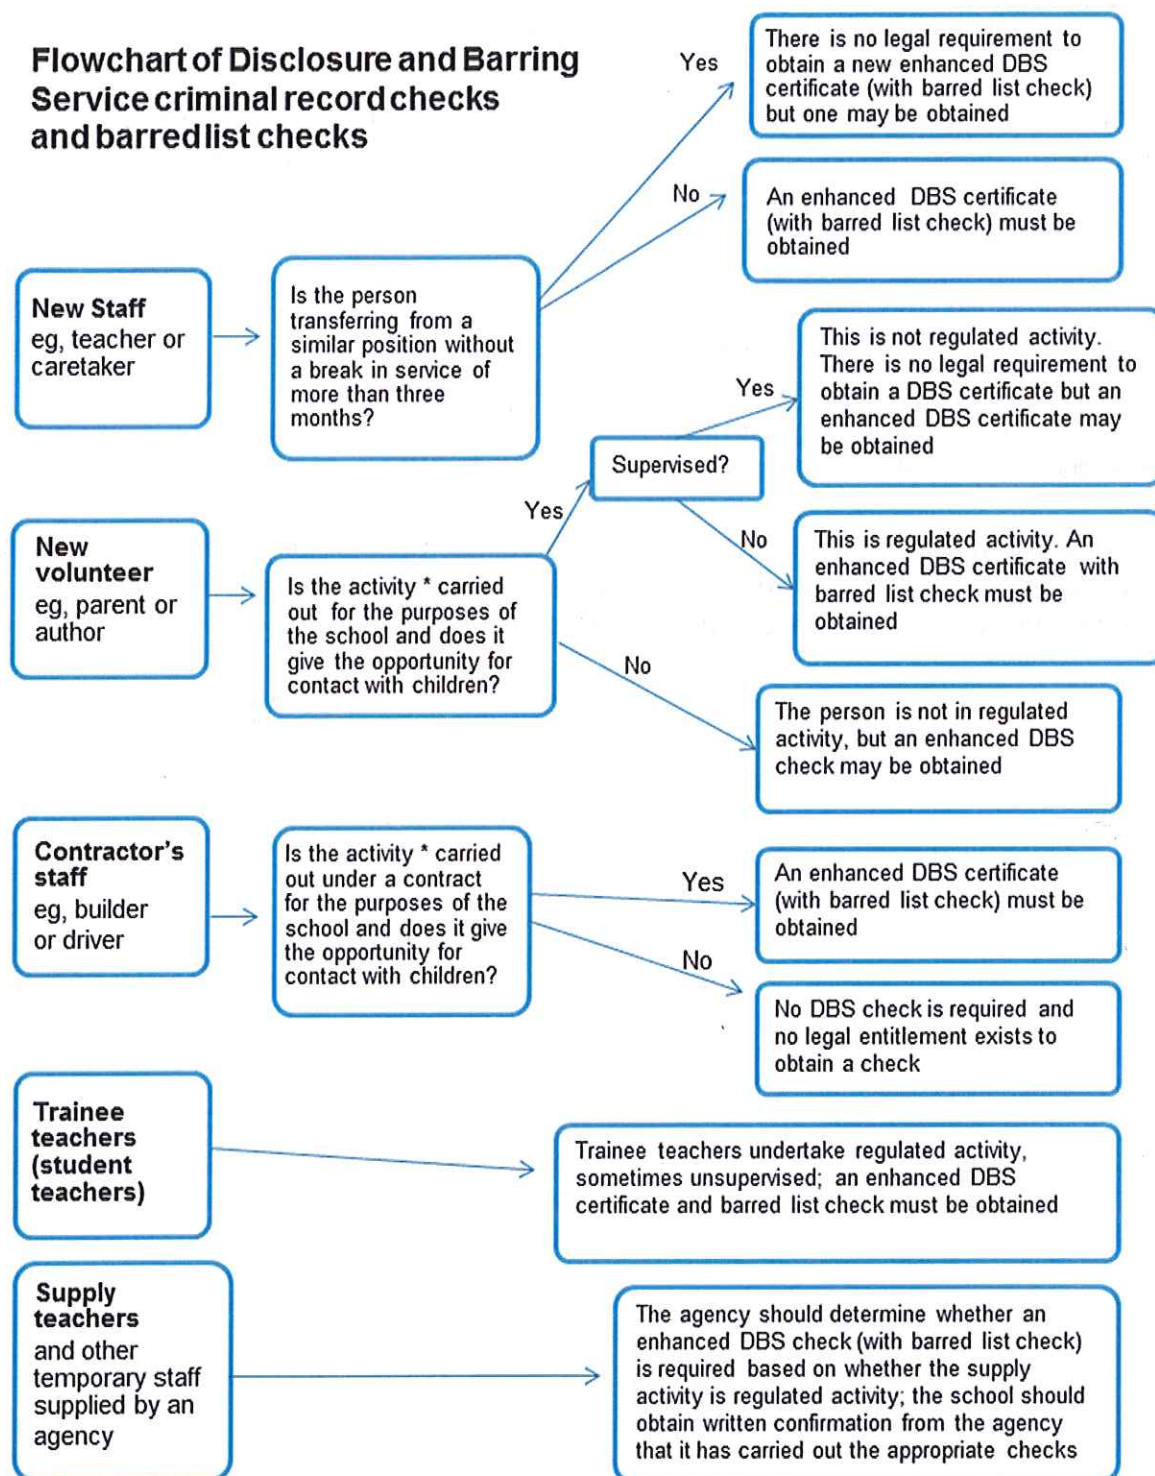 Flowchart of Disclosure and Barring
Service criminal record checks
and barred list checks
Yes
There is no legal requirement to
obtain a new enhanced DBS
certificate (with barred list check)
but one may be obtained
No
An enhanced DBS certificate
(with barred list check) must be
obtained
New Staff
eg, teacher or
caretaker
Is the person
transferring from a
similar position without
a break in service of
more than three
months?
This is not regulated activity.
There is no legal requirement to
obtain a DBS certificate but an
enhanced DBS certificate may
be obtained
Yes
Supervised?
Yes
No
This is regulated activity. An
enhanced DBS certificate with
barred list check must be
obtained
New
volunteer
eg, parent or
author
Is the activity * carried
out for the purposes of
the school and does it
give the opportunity for
contact with children?
No
The person is not in regulated
activity, but an enhanced DBS
check may be obtained
Contractor's
staff
eg, builder
or driver
Is the activity * carried
out under a contract
for the purposes of the
school and does it give
the opportunity for
contact with children?
Yes
An enhanced DBS certificate
(with barred list check) must be
obtained
No
No DBS check is required and
no legal entitlement exists to
obtain a check
Trainee
teachers
(student
teachers)
Trainee teachers undertake regulated activity,
sometimes unsupervised; an enhanced DBS
certificate and barred list check must be obtained
Supply
teachers
and other
temporary staff
supplied by an
agency
The agency should determine whether an
enhanced DBS check (with barred list check)
is required based on whether the supply
activity is regulated activity; the school should
obtain written confirmation from the agency
that it has carried out the appropriate checks